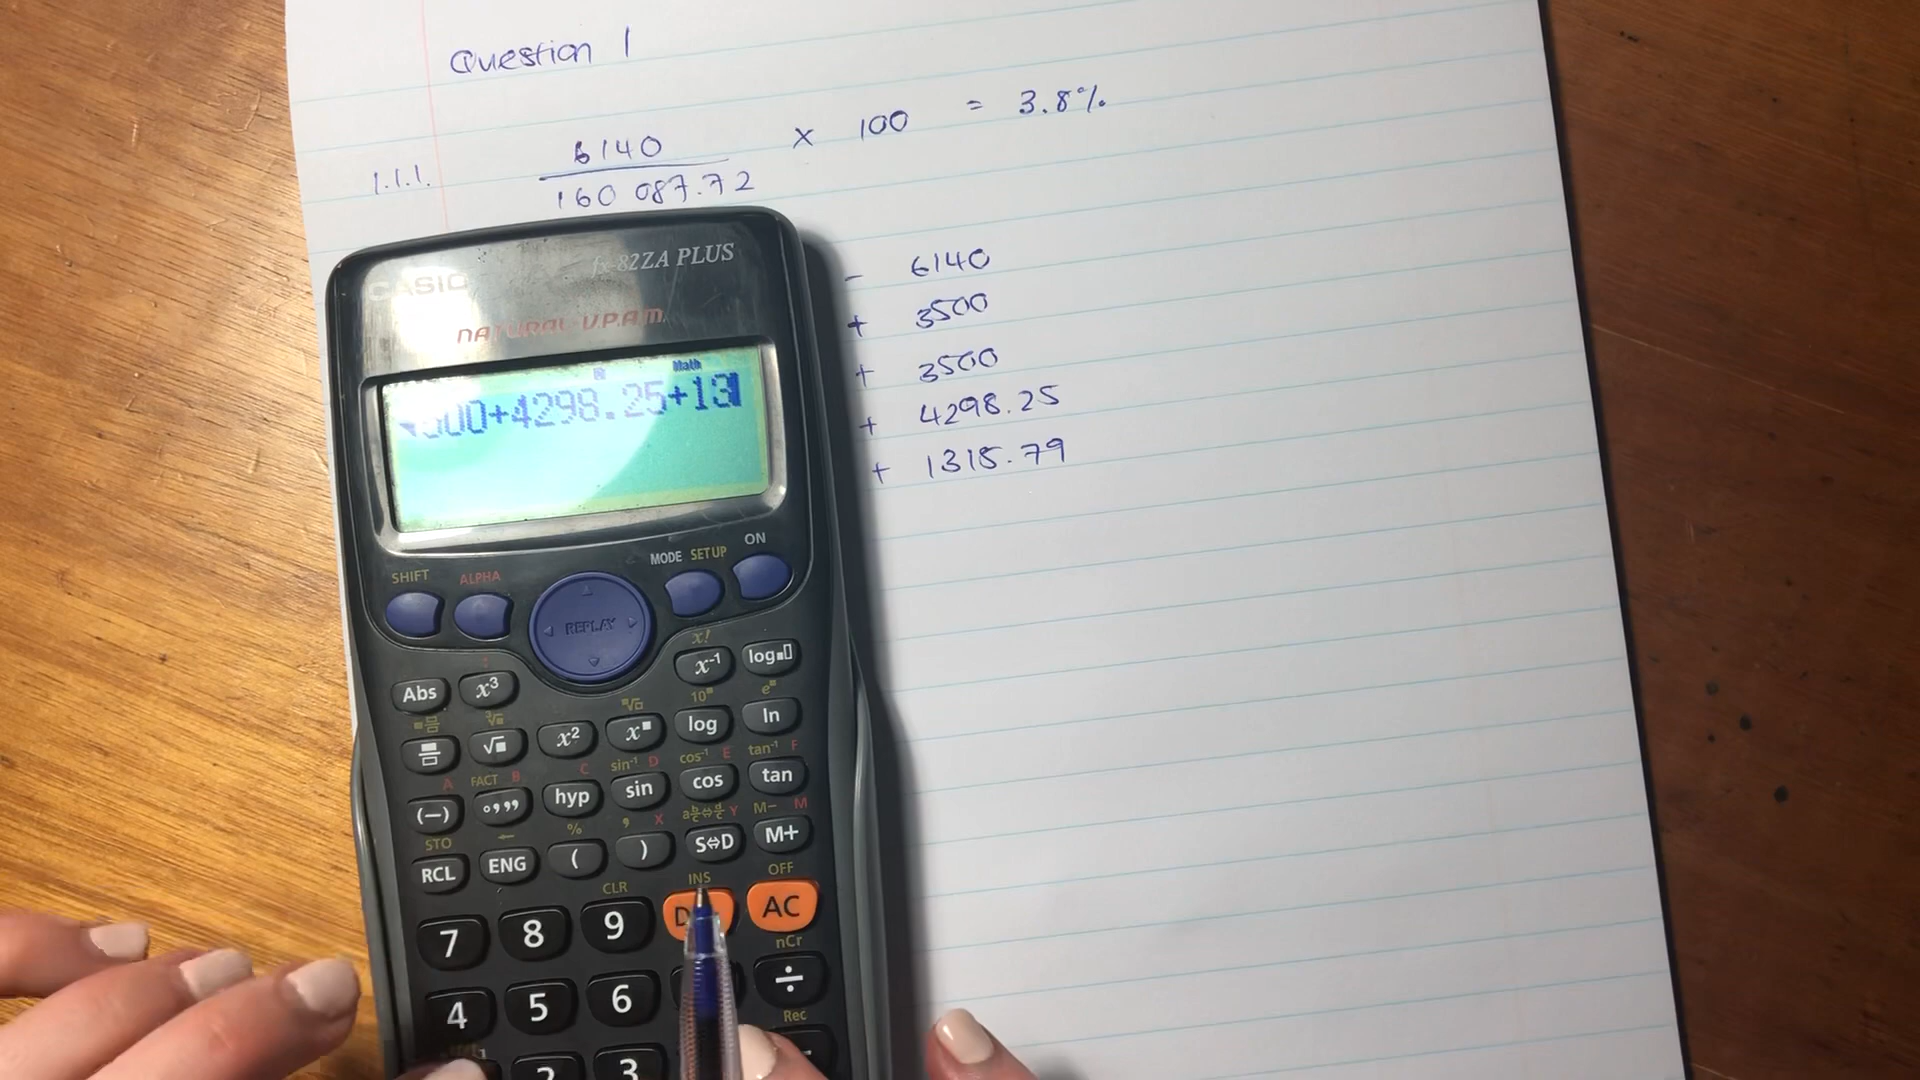 Question 1
1.1.1. 6140 / 160 087.72 × 100 = 3.8%
- 6140
+ 3500
+ 3500
+ 4298.25
+ 1315.79
CASIO fx-82ZA PLUS
NATURAL-V.P.A.M.
Math
500+4298.25+13
SHIFT ALPHA REPLAY MODE SETUP ON
x!
Abs x³ x⁻¹ log
³√ 10 e
x² log ln
A FACT B C sin⁻¹ D cos⁻¹ E tan⁻¹ F
(−) °,,, hyp sin cos tan
STO ← % , X Y M− M
RCL ENG ( ) S⇔D M+
CLR INS OFF
7 8 9 D AC
nCr
4 5 6 ÷
Rec
2 3